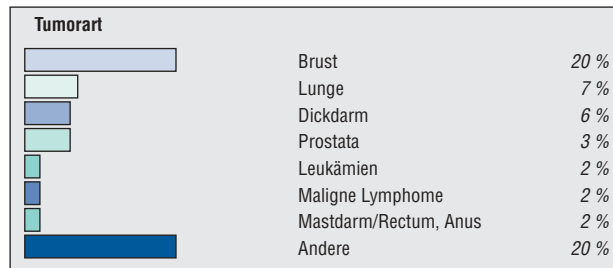 Tumorart
Brust 20 %
Lunge 7 %
Dickdarm 6 %
Prostata 3 %
Leukämien 2 %
Maligne Lymphome 2 %
Mastdarm/Rectum, Anus 2 %
Andere 20 %